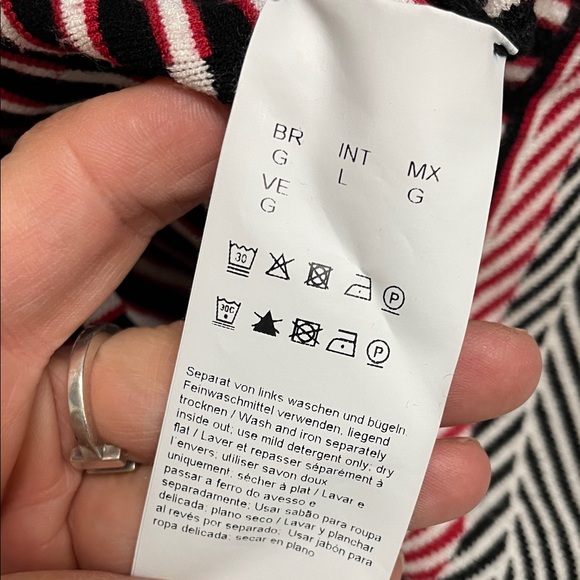 BR INT MX
G L G
VE
G
30
P
30C
P
Separat von links waschen und bügeln.
Feinwaschmittel verwenden, liegend
trocknen / Wash and iron separately
inside out; use mild detergent only; dry
flat / Laver et repasser séparément à
l'envers; utiliser savon doux
uniquement; sécher à plat / Lavar e
passar a ferro do avesso e
separadamente; Usar sabão para roupa
delicada; plano seco / Lavar y planchar
al revés por separado; Usar jabón para
ropa delicada; secar en plano